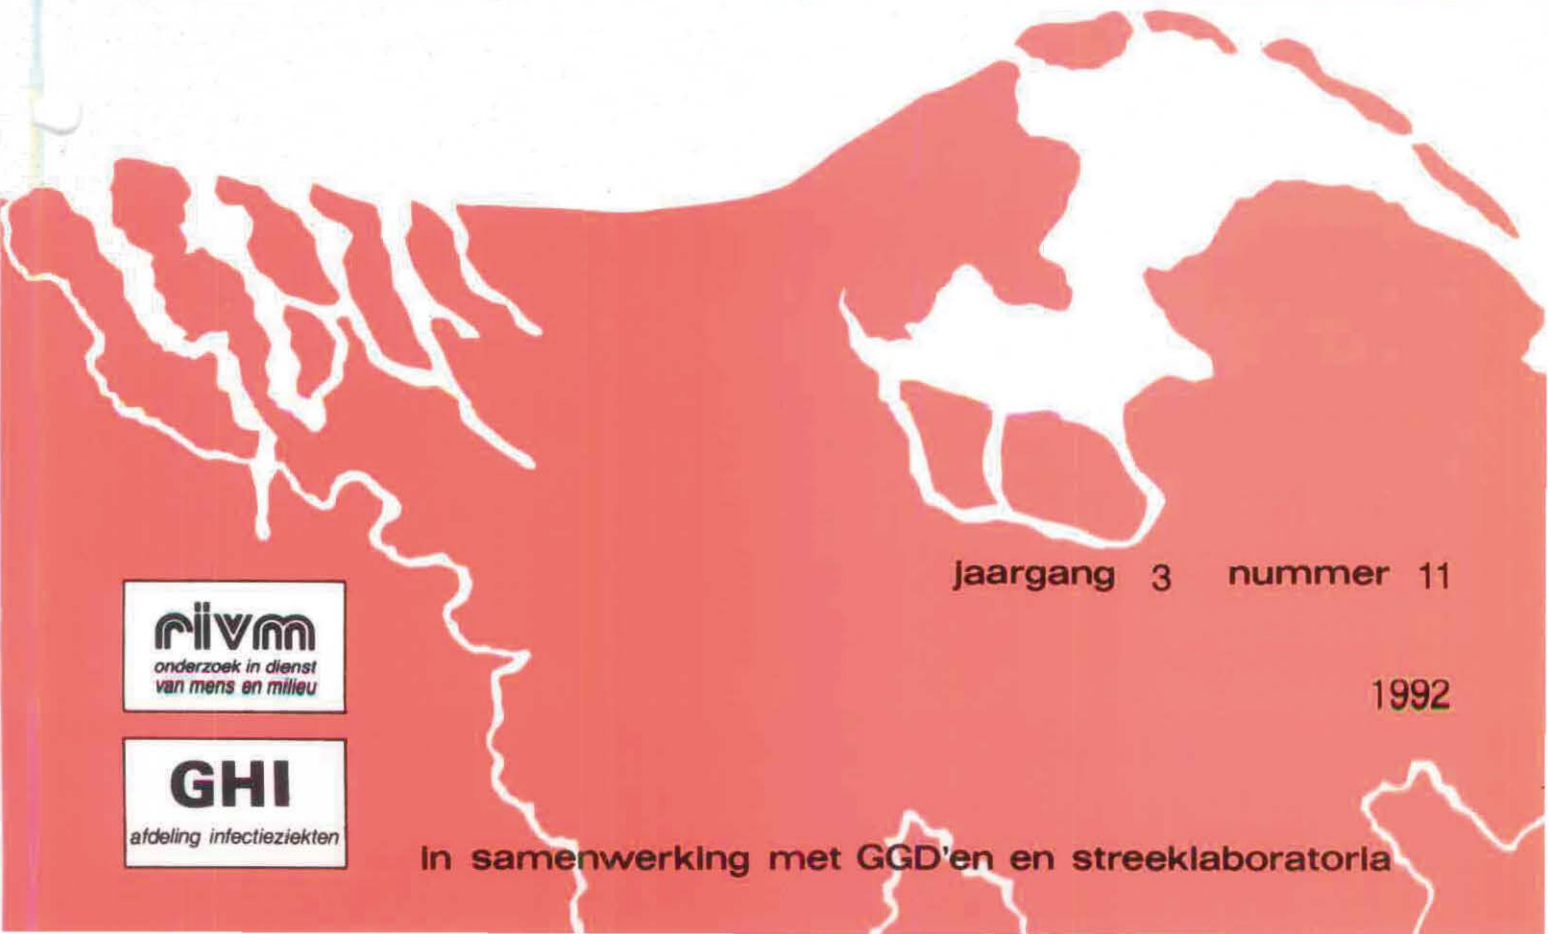 jaargang 3 nummer 11
1992
riivm
onderzoek in dienst
van mens en milieu
GHI
afdeling infectieziekten
In samenwerking met GGD'en en streeklaboratoria